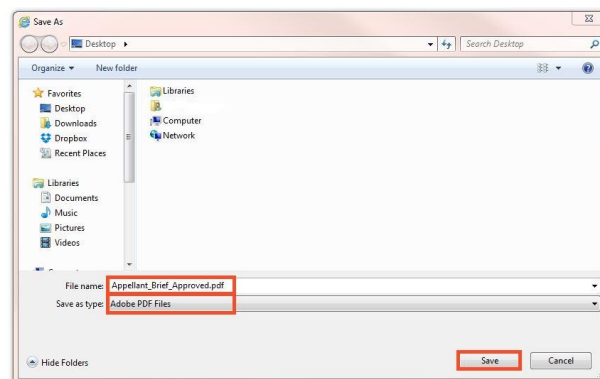 Save As
Desktop
Search Desktop
Organize
New folder
Favorites
Desktop
Downloads
Dropbox
Recent Places
Libraries
Documents
Music
Pictures
Videos
Libraries
Computer
Network
File name: Appellant_Brief_Approved.pdf
Save as type: Adobe PDF Files
Hide Folders
Save
Cancel